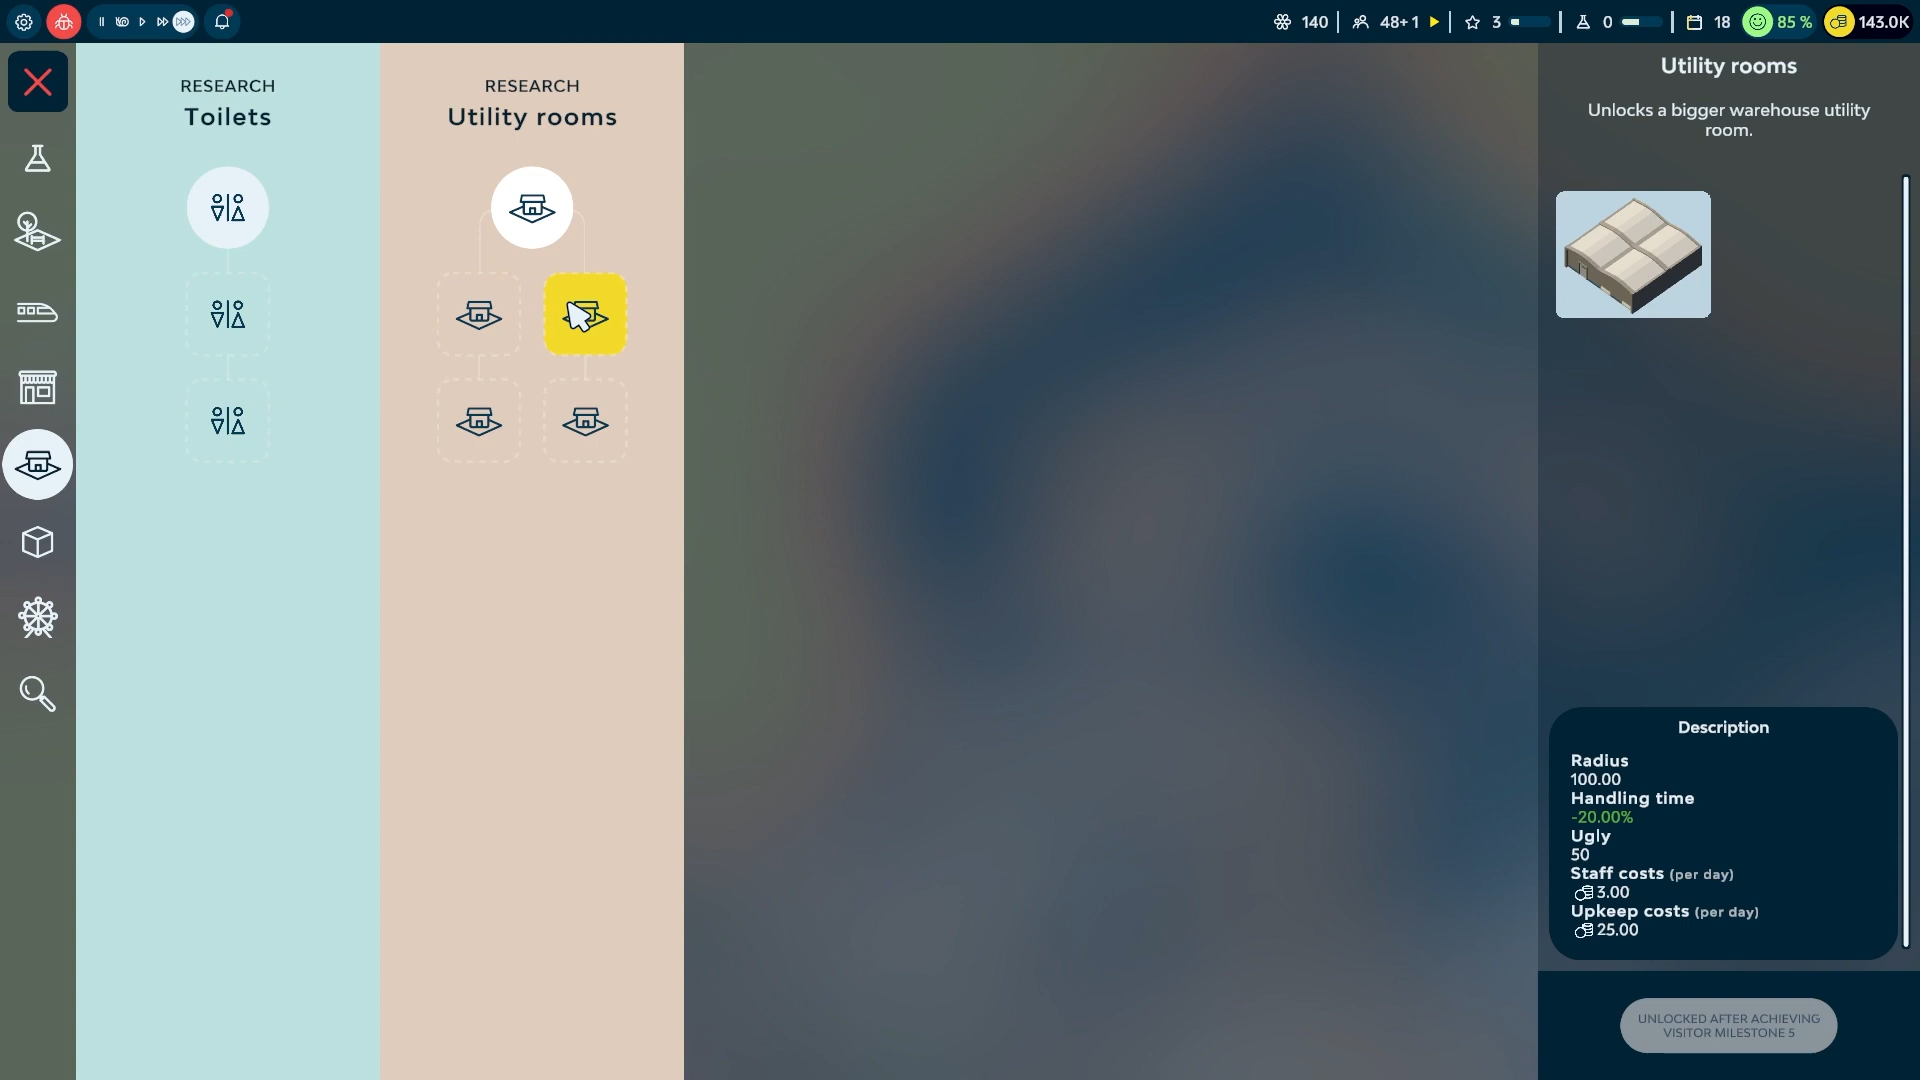 140
48+1
3
0
18
85 %
143.0K
RESEARCH
Toilets
RESEARCH
Utility rooms
Utility rooms
Unlocks a bigger warehouse utility
room.
Description
Radius
100.00
Handling time
-20.00%
Ugly
50
Staff costs (per day)
3.00
Upkeep costs (per day)
25.00
UNLOCKED AFTER ACHIEVING
VISITOR MILESTONE 5